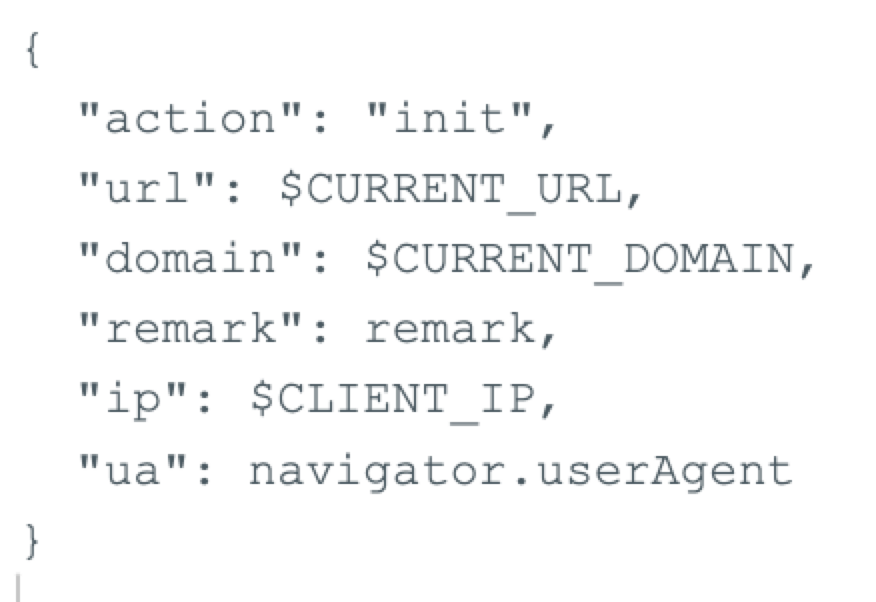 {
"action": "init",
"url": $CURRENT_URL,
"domain": $CURRENT_DOMAIN,
"remark": remark,
"ip": $CLIENT_IP,
"ua": navigator.userAgent
}